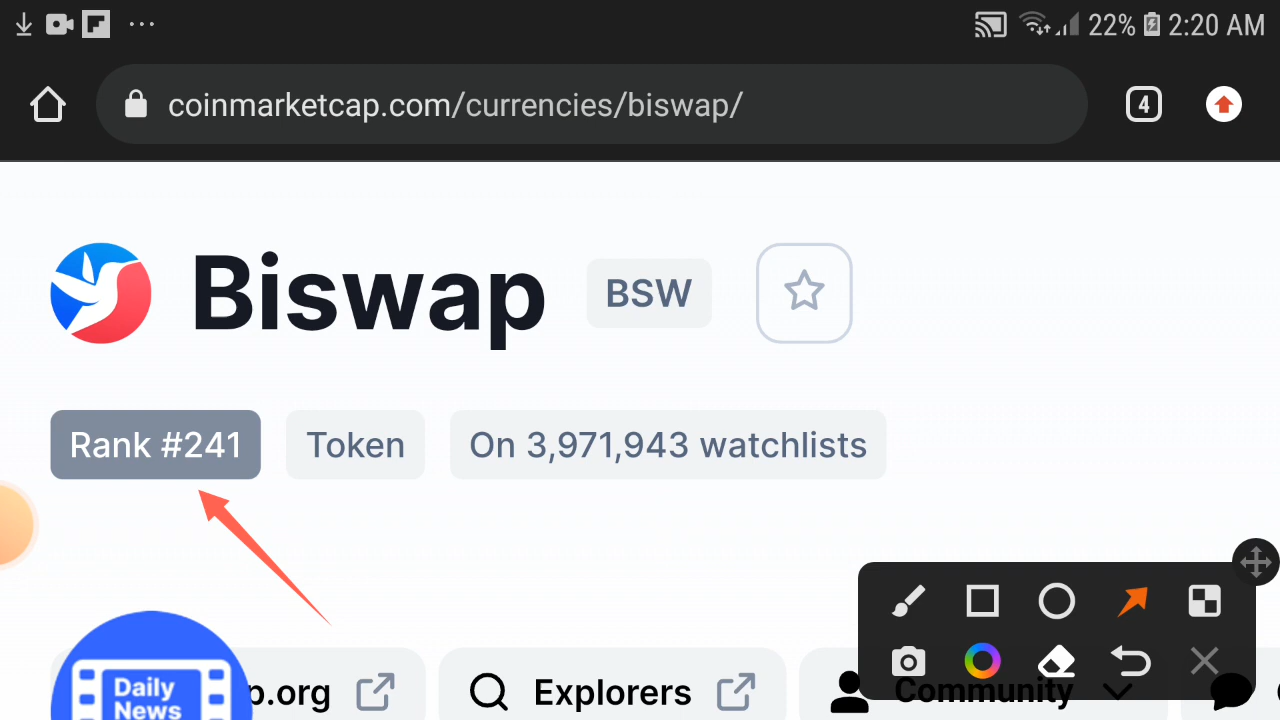 22% 2:20 AM
coinmarketcap.com/currencies/biswap/
4
Biswap BSW
Rank #241 Token On 3,971,943 watchlists
Daily
News
p.org Explorers Community